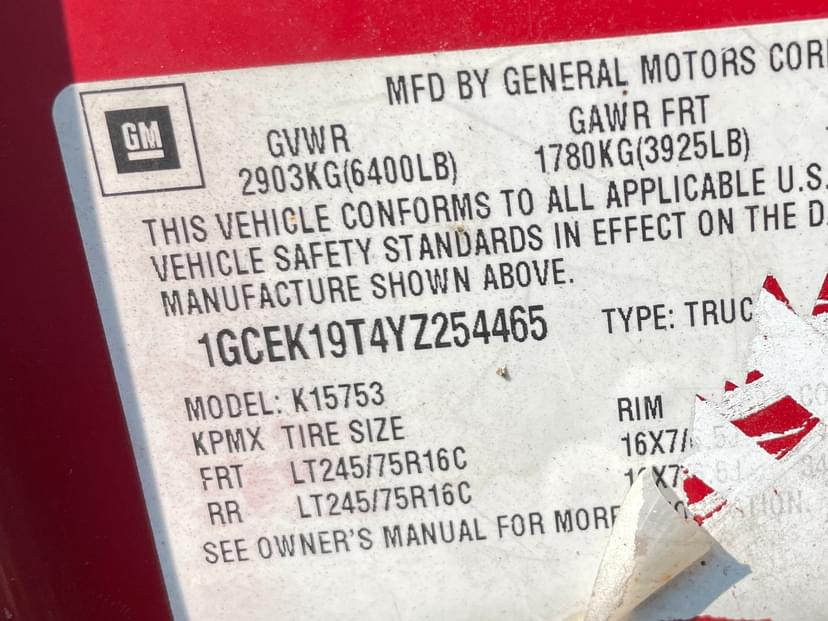 MFD BY GENERAL MOTORS COR
GM
GVWR GAWR FRT
2903KG(6400LB) 1780KG(3925LB)
THIS VEHICLE CONFORMS TO ALL APPLICABLE U.S.
VEHICLE SAFETY STANDARDS IN EFFECT ON THE D
MANUFACTURE SHOWN ABOVE.
1GCEK19T4YZ254465 TYPE: TRUC
MODEL: K15753
KPMX TIRE SIZE RIM
FRT LT245/75R16C 16X7
RR LT245/75R16C
SEE OWNER'S MANUAL FOR MORE